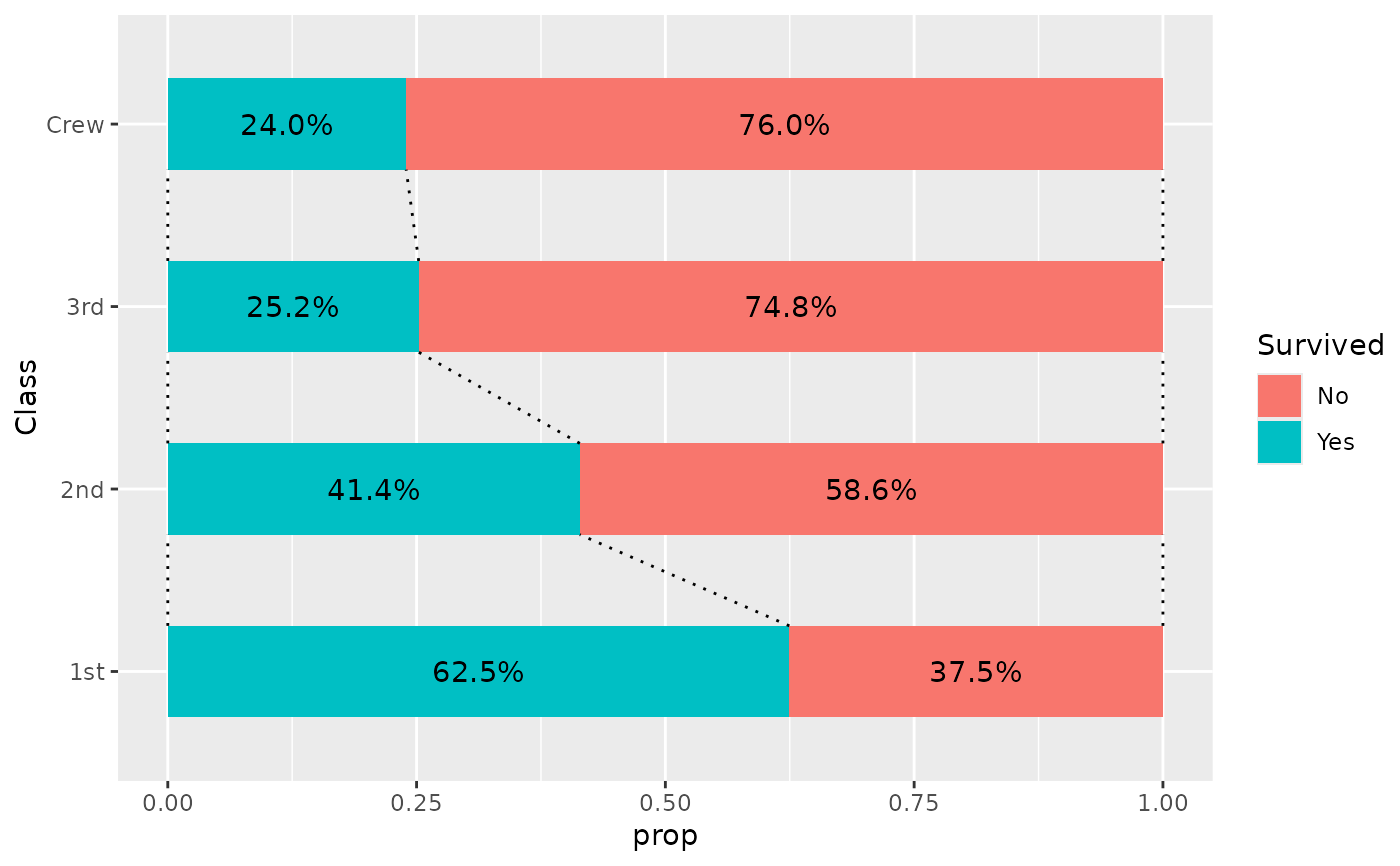 Crew
24.0%
76.0%
3rd
25.2%
74.8%
Class
2nd
41.4%
58.6%
1st
62.5%
37.5%
0.00
0.25
0.50
0.75
1.00
prop
Survived
No
Yes